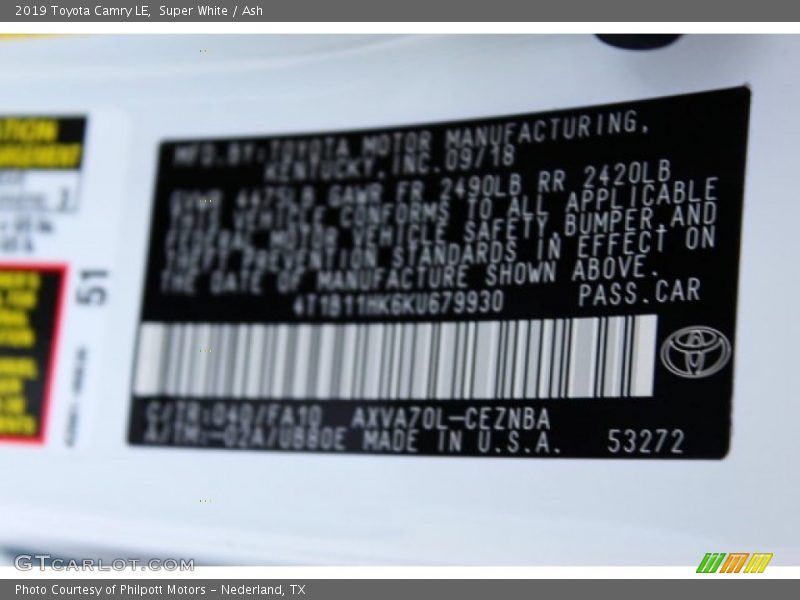 2019 Toyota Camry LE, Super White / Ash
MFD.BY:TOYOTA MOTOR MANUFACTURING,
KENTUCKY,INC.09/18
GVWR 4475LB GAWR FR 2490LB RR 2420LB
THIS VEHICLE CONFORMS TO ALL APPLICABLE
FEDERAL MOTOR VEHICLE SAFETY,BUMPER,AND
THEFT PREVENTION STANDARDS IN EFFECT ON
THE DATE OF MANUFACTURE SHOWN ABOVE.
4T1B11HK6KU679930 PASS.CAR
C/TR:040/FA10 AXVA70L-CEZNBA
A/TM:-02A/UB80E MADE IN U.S.A. 53272
51
GTCARLOT.COM
Photo Courtesy of Philpott Motors - Nederland, TX